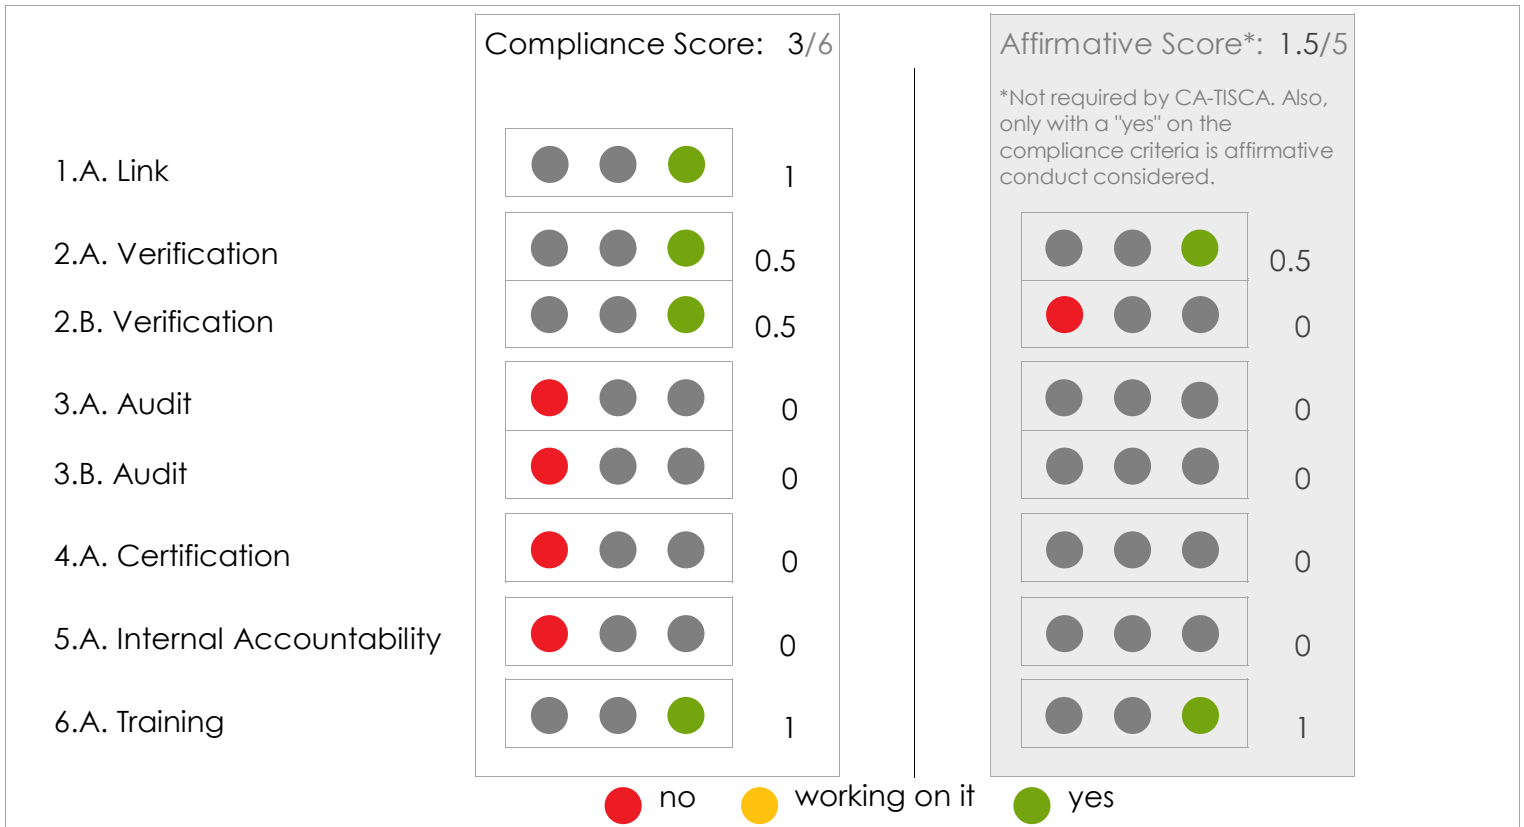 Compliance Score: 3/6
Affirmative Score*: 1.5/5
*Not required by CA-TISCA. Also,
only with a "yes" on the
compliance criteria is affirmative
conduct considered.
1.A. Link 1
2.A. Verification 0.5 0.5
2.B. Verification 0.5 0
3.A. Audit 0 0
3.B. Audit 0 0
4.A. Certification 0 0
5.A. Internal Accountability 0 0
6.A. Training 1 1
no working on it yes